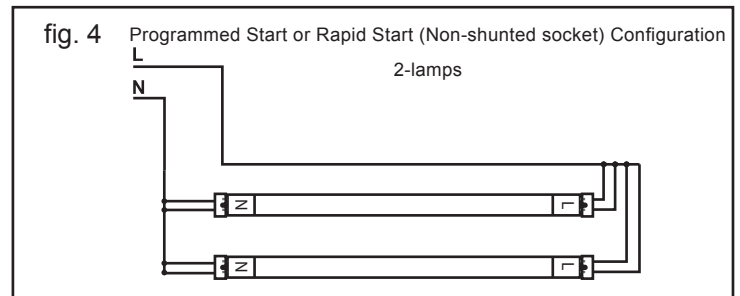 fig. 4 Programmed Start or Rapid Start (Non-shunted socket) Configuration
L
2-lamps
N
N L
N L